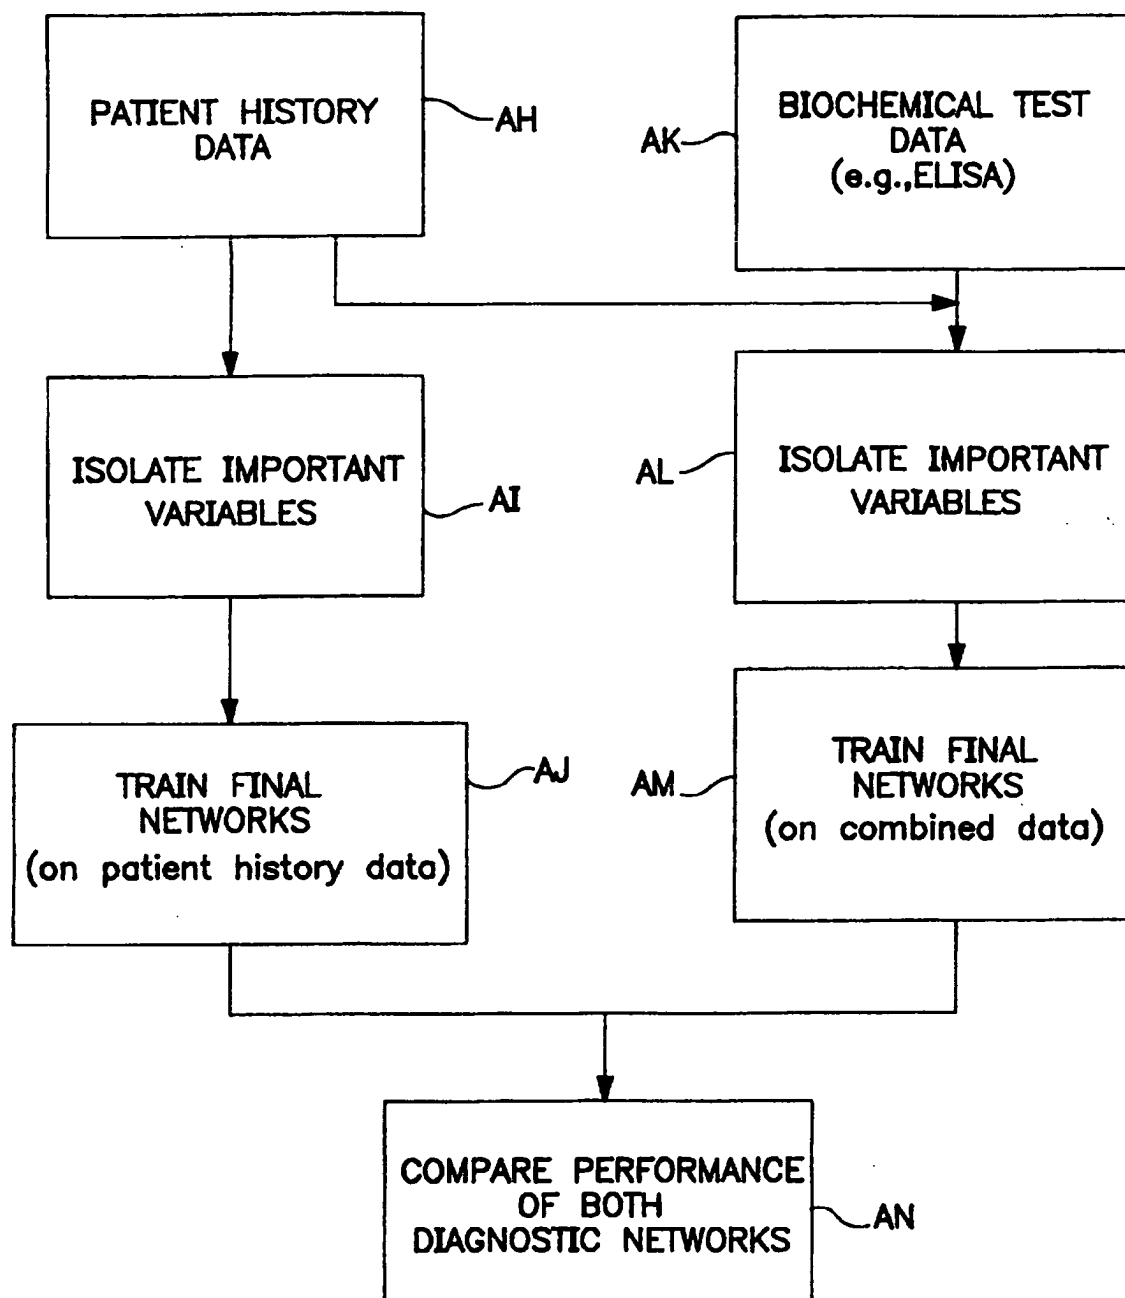 PATIENT HISTORY
DATA
AH
BIOCHEMICAL TEST
DATA
(e.g.,ELISA)
AK
ISOLATE IMPORTANT
VARIABLES
AI
ISOLATE IMPORTANT
VARIABLES
AL
TRAIN FINAL
NETWORKS
(on patient history data)
AJ
TRAIN FINAL
NETWORKS
(on combined data)
AM
COMPARE PERFORMANCE
OF BOTH
DIAGNOSTIC NETWORKS
AN